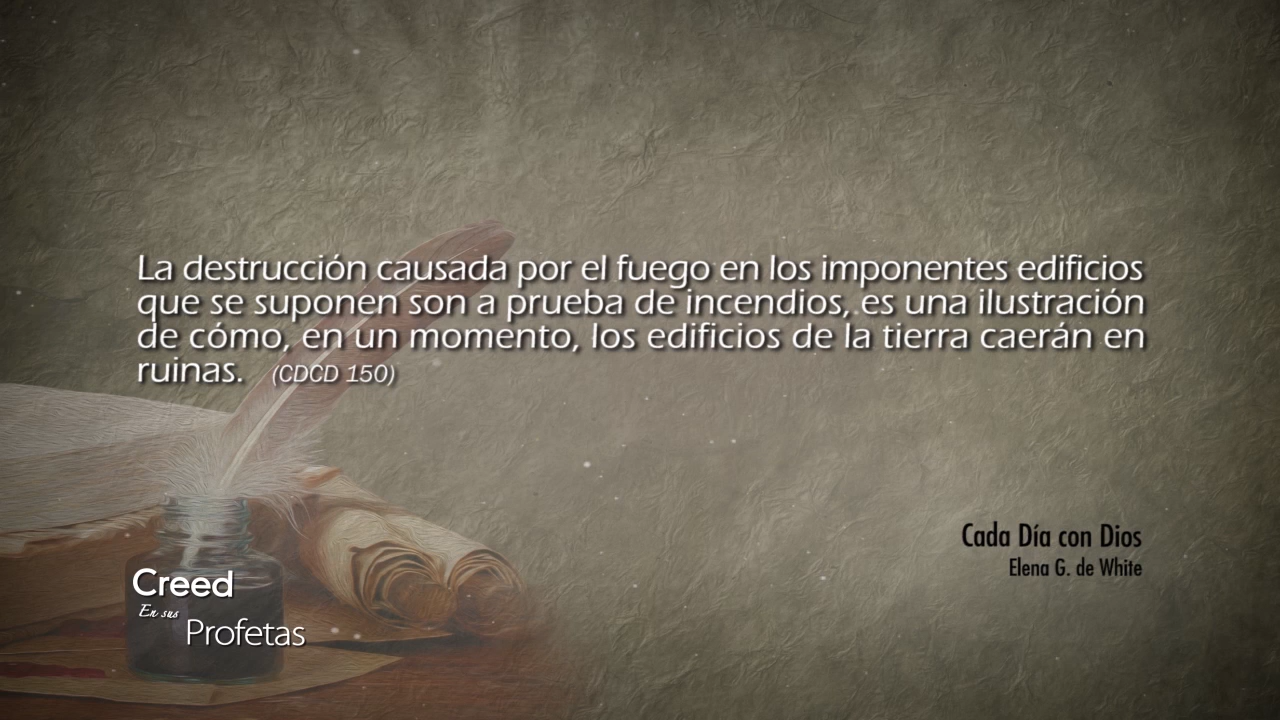 La destrucción causada por el fuego en los imponentes edificios
que se suponen son a prueba de incendios, es una ilustración
de cómo, en un momento, los edificios de la tierra caerán en
ruinas. (CDCD 150)
Cada Día con Dios
Elena G. de White
Creed
En sus
Profetas